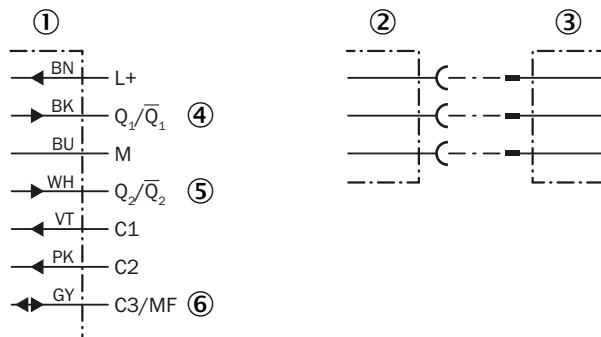 ① ② ③
BN L+
BK Q₁/Q̅₁ ④
BU M
WH Q₂/Q̅₂ ⑤
VT C1
PK C2
GY C3/MF ⑥